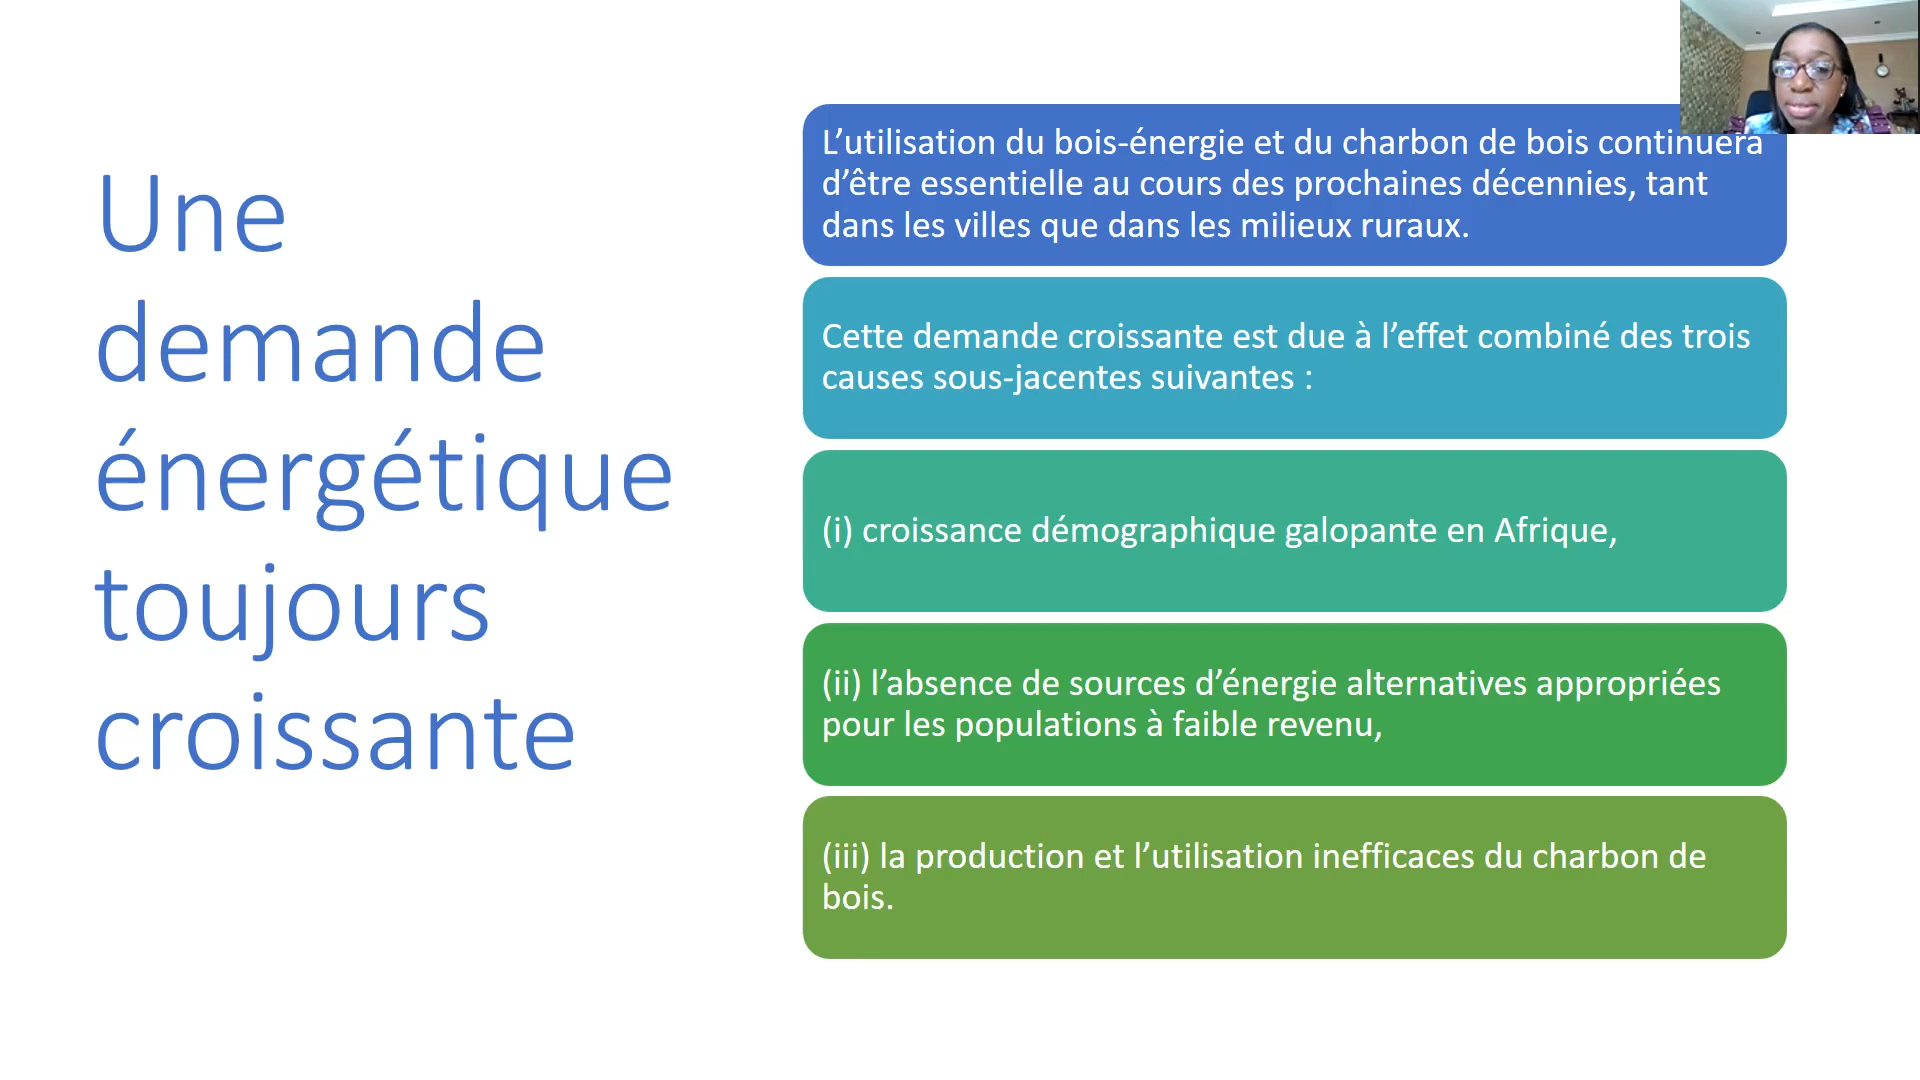 Une
demande
énergétique
toujours
croissante
L’utilisation du bois-énergie et du charbon de bois continuera
d’être essentielle au cours des prochaines décennies, tant
dans les villes que dans les milieux ruraux.
Cette demande croissante est due à l’effet combiné des trois
causes sous-jacentes suivantes :
(i) croissance démographique galopante en Afrique,
(ii) l’absence de sources d’énergie alternatives appropriées
pour les populations à faible revenu,
(iii) la production et l’utilisation inefficaces du charbon de
bois.